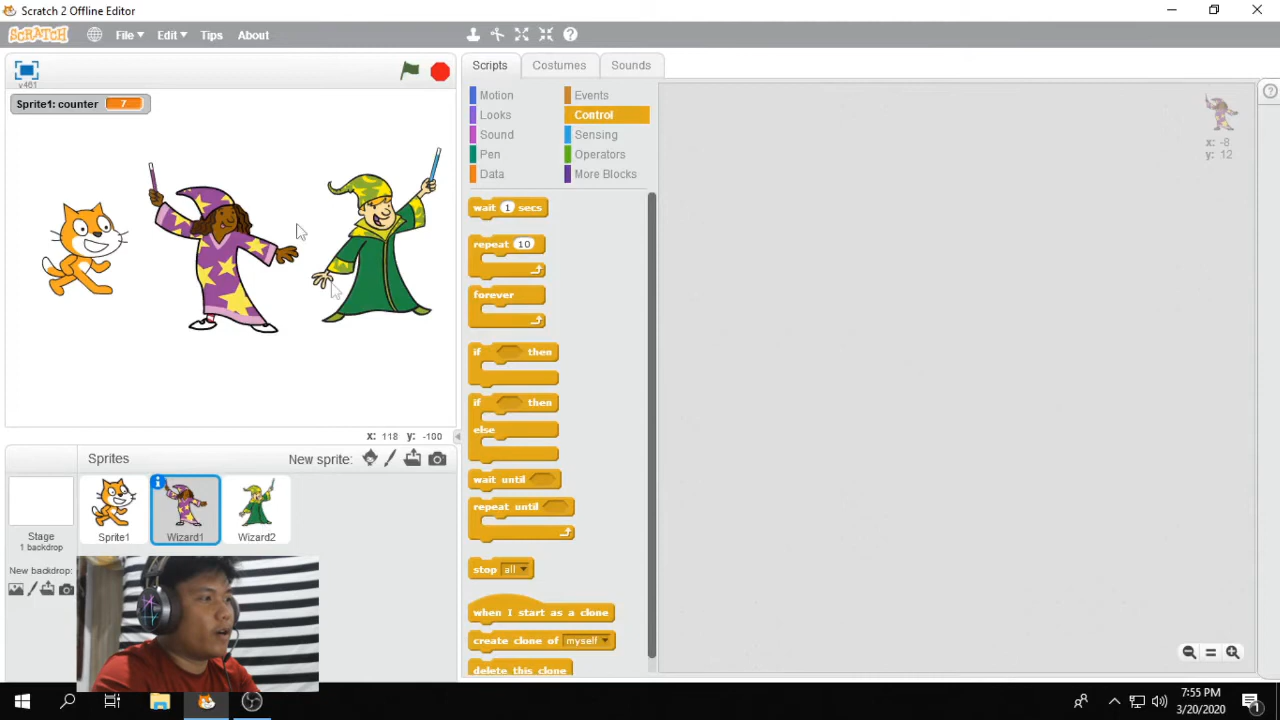 Scratch 2 Offline Editor
SCRATCH
File
Edit
Tips
About
v461
Scripts
Costumes
Sounds
Sprite1: counter 7
Motion
Events
Looks
Control
Sound
Sensing
Pen
Operators
Data
More Blocks
x: -8
y: 12
wait 1 secs
repeat 10
forever
if then
if then
else
wait until
repeat until
stop all
when I start as a clone
create clone of myself
delete this clone
x: 118 y: -100
Sprites
New sprite:
Stage
1 backdrop
New backdrop:
Sprite1
Wizard1
Wizard2
7:55 PM
3/20/2020
1